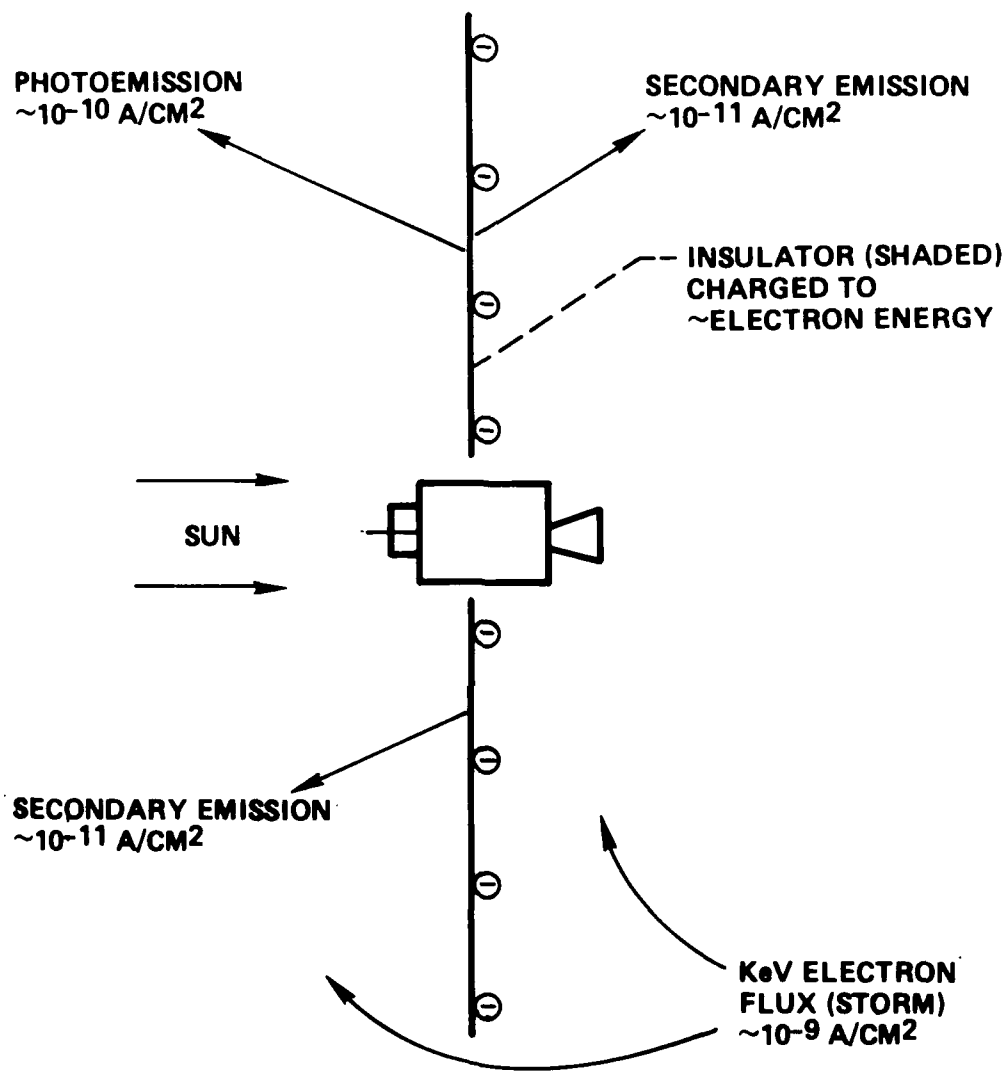 PHOTOEMISSION
~10-10 A/CM2
SECONDARY EMISSION
~10-11 A/CM2
INSULATOR (SHADED)
CHARGED TO
~ELECTRON ENERGY
SUN
SECONDARY EMISSION
~10-11 A/CM2
KeV ELECTRON
FLUX (STORM)
~10-9 A/CM2